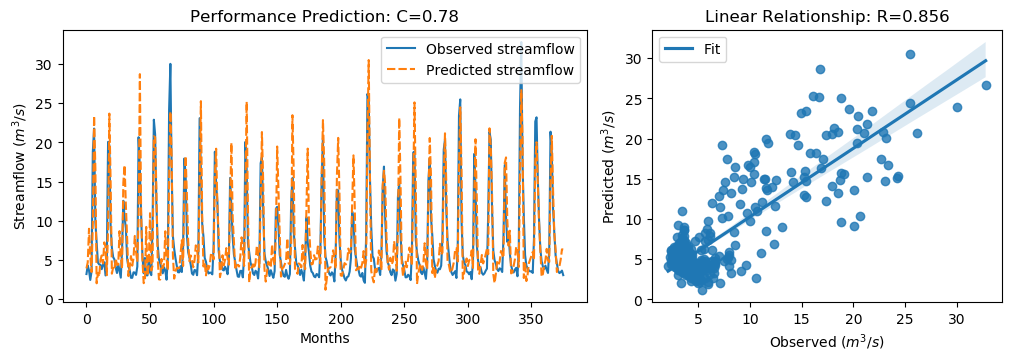 Performance Prediction: C=0.78
Observed streamflow
Predicted streamflow
Streamflow (m³/s)
30
25
20
15
10
5
0
0 50 100 150 200 250 300 350
Months
Linear Relationship: R=0.856
Fit
Predicted (m³/s)
30
25
20
15
10
5
0
5 10 15 20 25 30
Observed (m³/s)